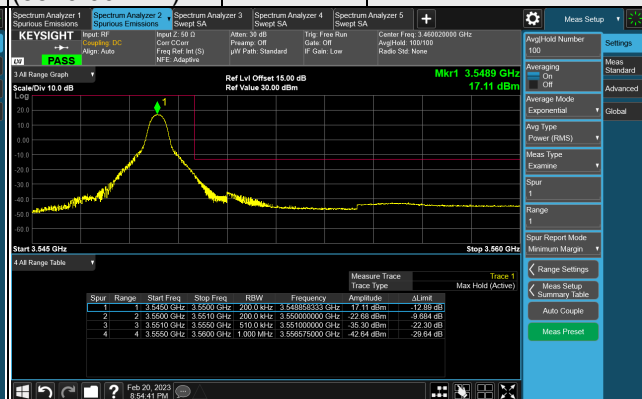 Spectrum Analyzer 1
Spurious Emissions
Spectrum Analyzer 2
Spurious Emissions
Spectrum Analyzer 3
Swept SA
Spectrum Analyzer 4
Swept SA
Spectrum Analyzer 5
Swept SA
+
Meas Setup
KEYSIGHT
Input: RF
Coupling: DC
Align: Auto
Input Z: 50 Ω
Corr CCorr
Freq Ref: Int (S)
NFE: Adaptive
Atten: 30 dB
Preamp: Off
µW Path: Standard
Trig: Free Run
Gate: Off
IF Gain: Low
Center Freq: 3.460020000 GHz
Avg|Hold: 100/100
Radio Std: None
LXI
PASS
3 All Range Graph
Scale/Div 10.0 dB
Ref Lvl Offset 15.00 dB
Ref Value 30.00 dBm
Mkr1 3.5489 GHz
17.11 dBm
Log
1
20.0
10.0
0.00
-10.0
-20.0
-30.0
-40.0
-50.0
-60.0
Start 3.545 GHz
Stop 3.560 GHz
4 All Range Table
Measure Trace Trace 1
Trace Type Max Hold (Active)
Spur Range Start Freq Stop Freq RBW Frequency Amplitude ΔLimit
1 1 3.5450 GHz 3.5500 GHz 200.0 kHz 3.548858333 GHz 17.11 dBm -12.89 dB
2 2 3.5500 GHz 3.5510 GHz 200.0 kHz 3.550000000 GHz -22.68 dBm -9.684 dB
3 3 3.5510 GHz 3.5550 GHz 510.0 kHz 3.551000000 GHz -35.30 dBm -22.30 dB
4 4 3.5550 GHz 3.5600 GHz 1.000 MHz 3.556575000 GHz -42.64 dBm -29.64 dB
Avg|Hold Number
100
Averaging
On
Off
Average Mode
Exponential
Avg Type
Power (RMS)
Meas Type
Examine
Spur
1
Range
1
Spur Report Mode
Minimum Margin
Range Settings
Meas Setup
Summary Table
Auto Couple
Meas Preset
Settings
Meas
Standard
Advanced
Global
?
Feb 20, 2023
8:54:41 PM